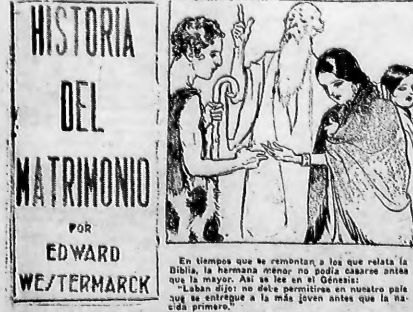 HISTORIA
DEL
MATRIMONIO
POR
EDWARD
WESTERMARCK
En tiempos que se remontan a los que relata la
Biblia, la hermana menor no podía casarse antes
que la mayor. Así se lee en el Génesis:
"Laban dijo: no debe permitirse en nuestro país
que se entregue a la más joven antes que la na-
cida primero."